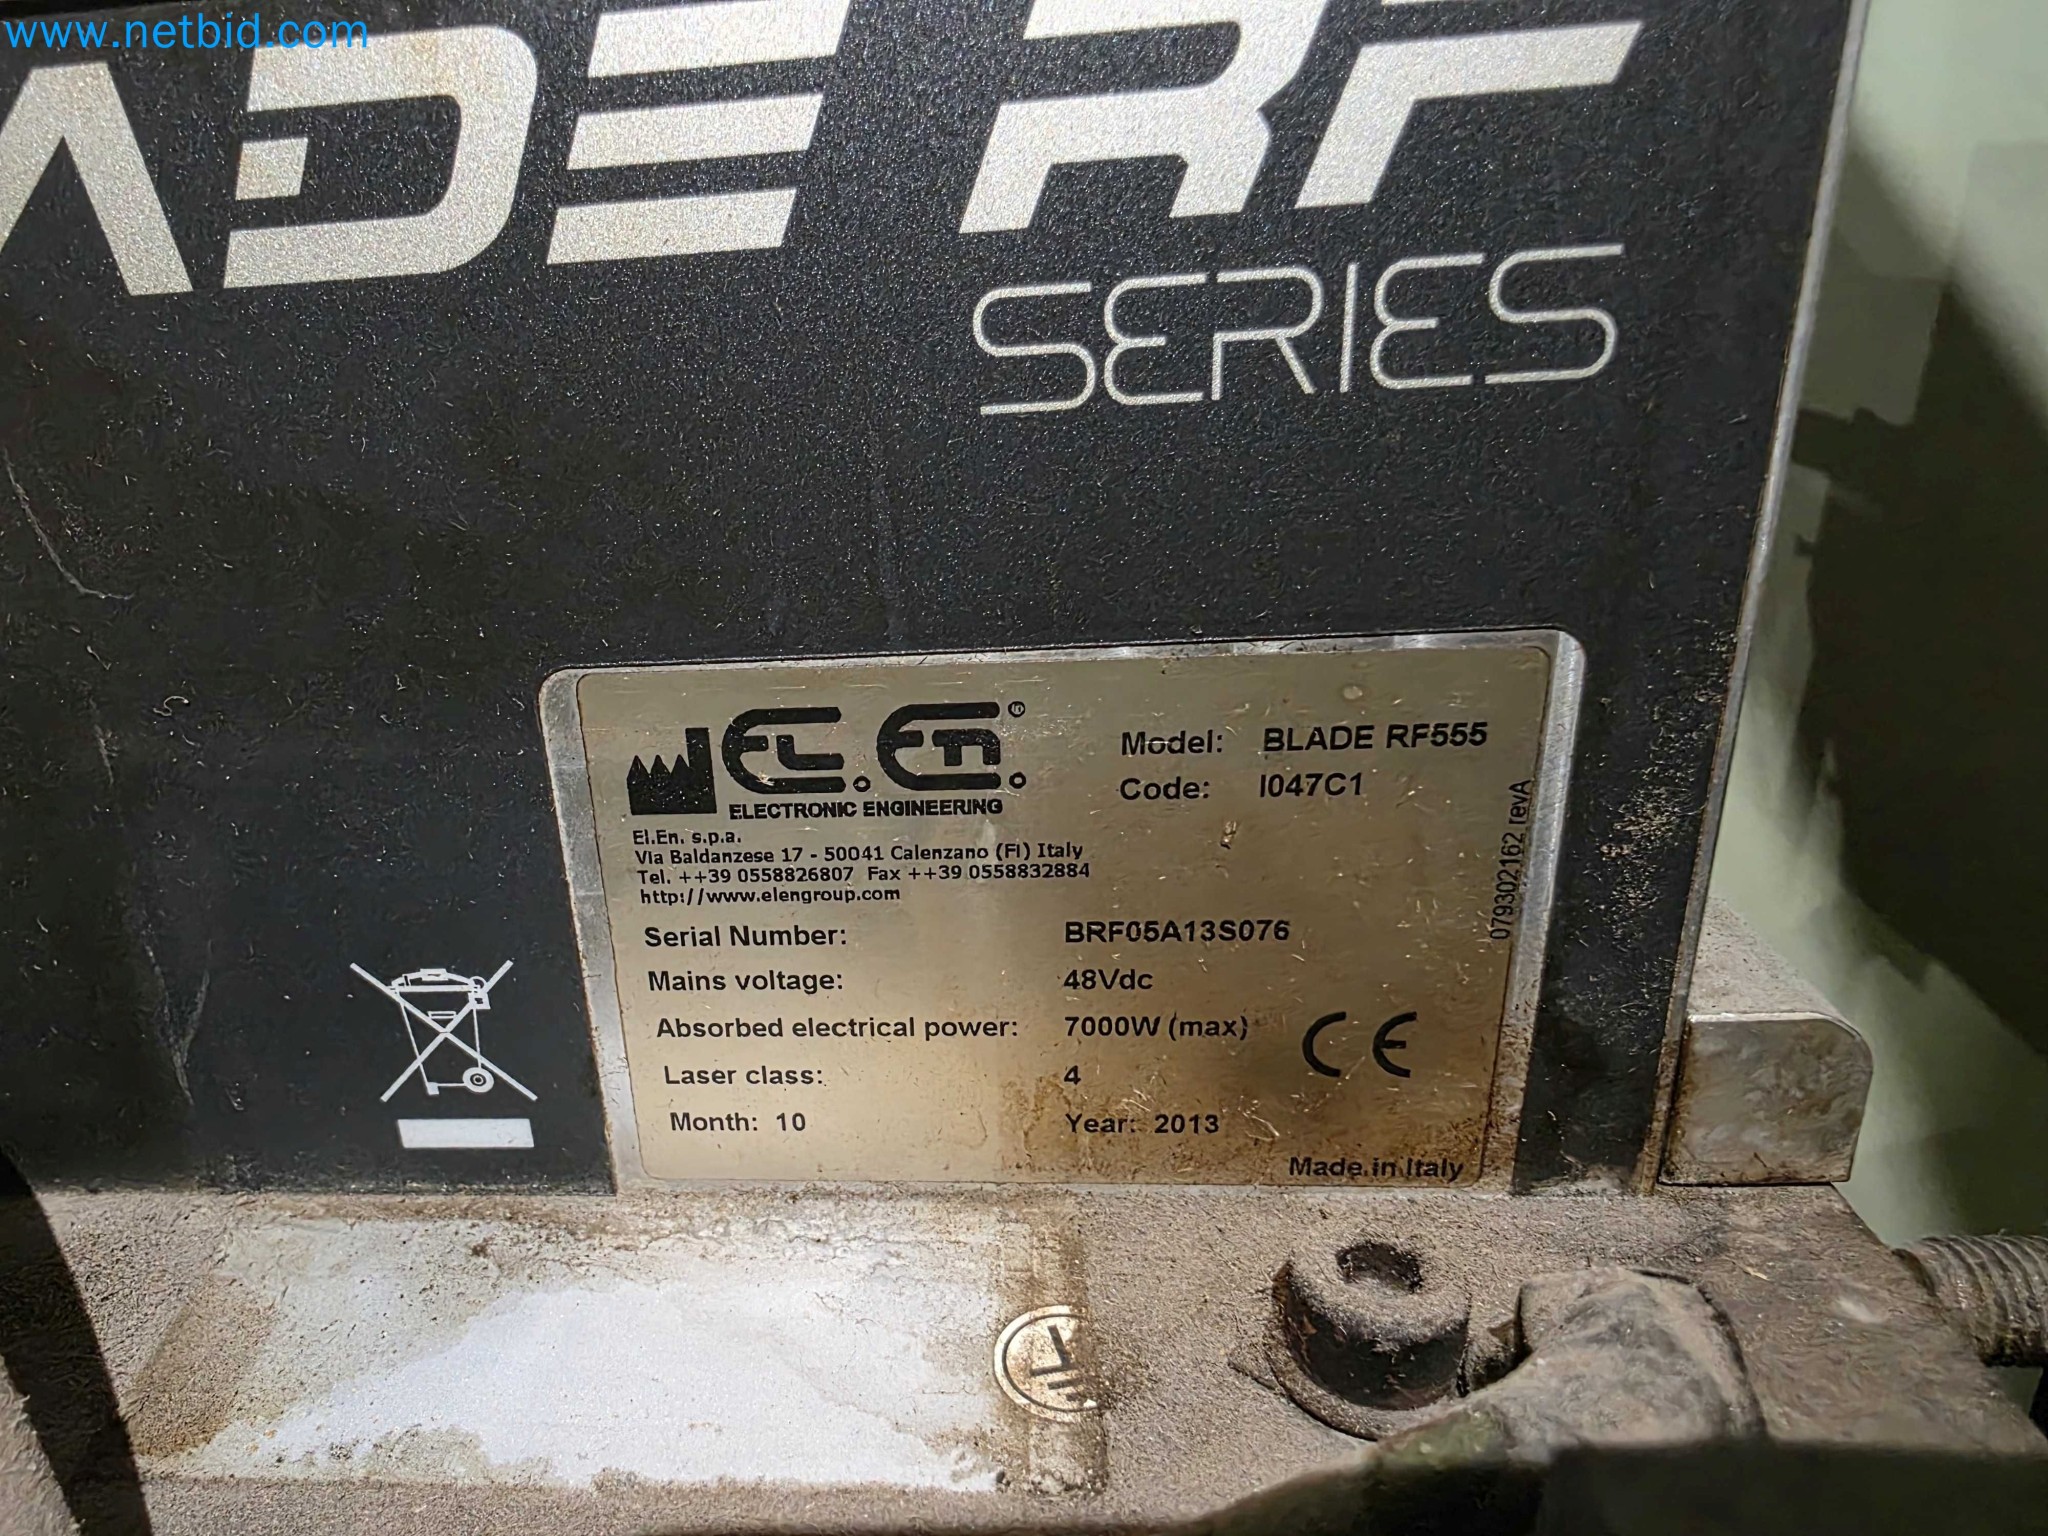 www.netbid.com
ADE RF
SERIES
EL.En.®
ELECTRONIC ENGINEERING
El.En. s.p.a.
Via Baldanzese 17 - 50041 Calenzano (FI) Italy
Tel. ++39 0558826807 Fax ++39 0558832884
http://www.elengroup.com
Model: BLADE RF555
Code: I047C1
079302162 revA
Serial Number: BRF05A13S076
Mains voltage: 48Vdc
Absorbed electrical power: 7000W (max)
Laser class: 4
Month: 10 Year: 2013
CE
Made in Italy